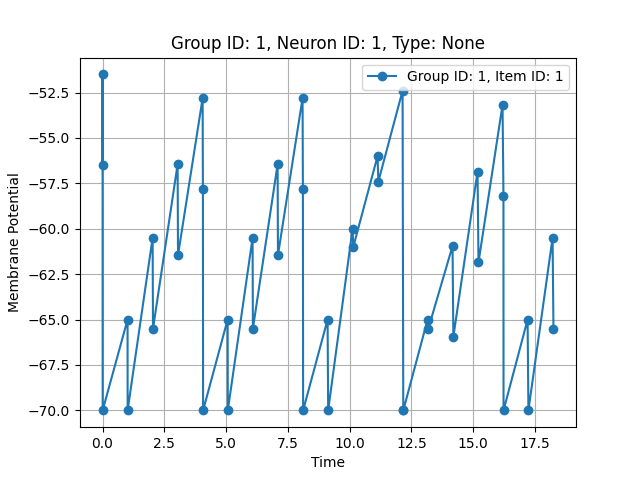 Group ID: 1, Neuron ID: 1, Type: None
Group ID: 1, Item ID: 1
Membrane Potential
−52.5
−55.0
−57.5
−60.0
−62.5
−65.0
−67.5
−70.0
0.0 2.5 5.0 7.5 10.0 12.5 15.0 17.5
Time